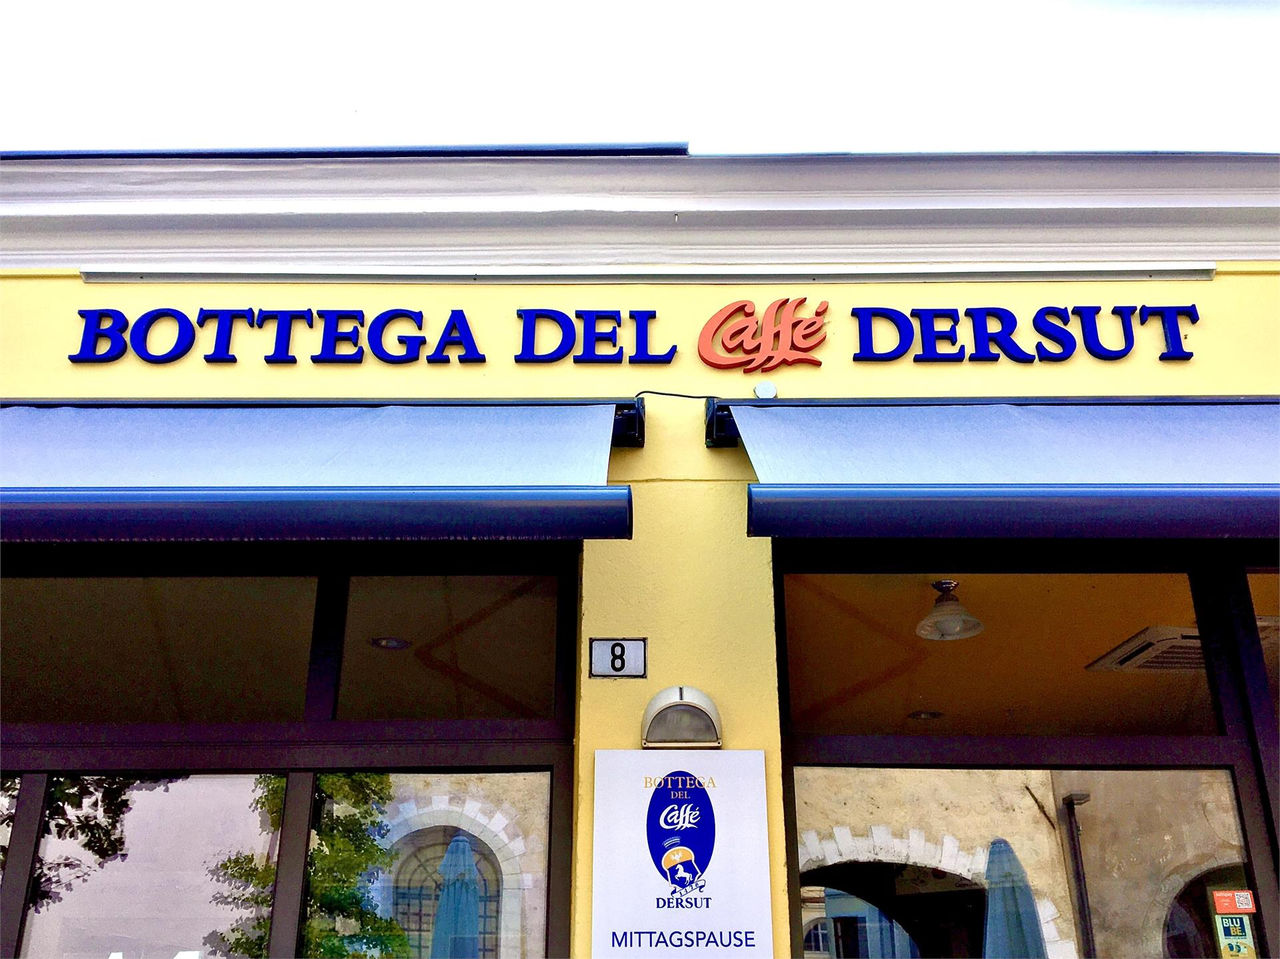 BOTTEGA DEL Caffé DERSUT
8
BOTTEGA
DEL
Caffé
DERSUT
MITTAGSPAUSE
BLU
BE.